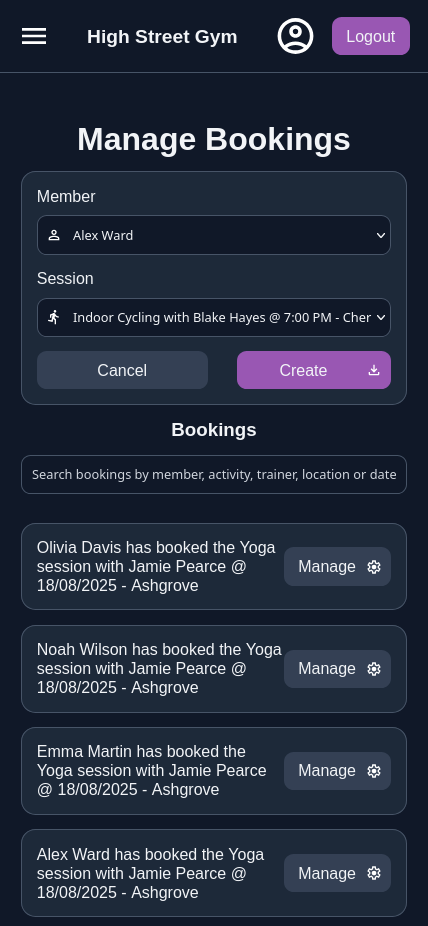 High Street Gym
Logout
Manage Bookings
Member
Alex Ward
Session
Indoor Cycling with Blake Hayes @ 7:00 PM - Cher
Cancel
Create
Bookings
Search bookings by member, activity, trainer, location or date
Olivia Davis has booked the Yoga
session with Jamie Pearce @
18/08/2025 - Ashgrove
Manage
Noah Wilson has booked the Yoga
session with Jamie Pearce @
18/08/2025 - Ashgrove
Manage
Emma Martin has booked the
Yoga session with Jamie Pearce
@ 18/08/2025 - Ashgrove
Manage
Alex Ward has booked the Yoga
session with Jamie Pearce @
18/08/2025 - Ashgrove
Manage